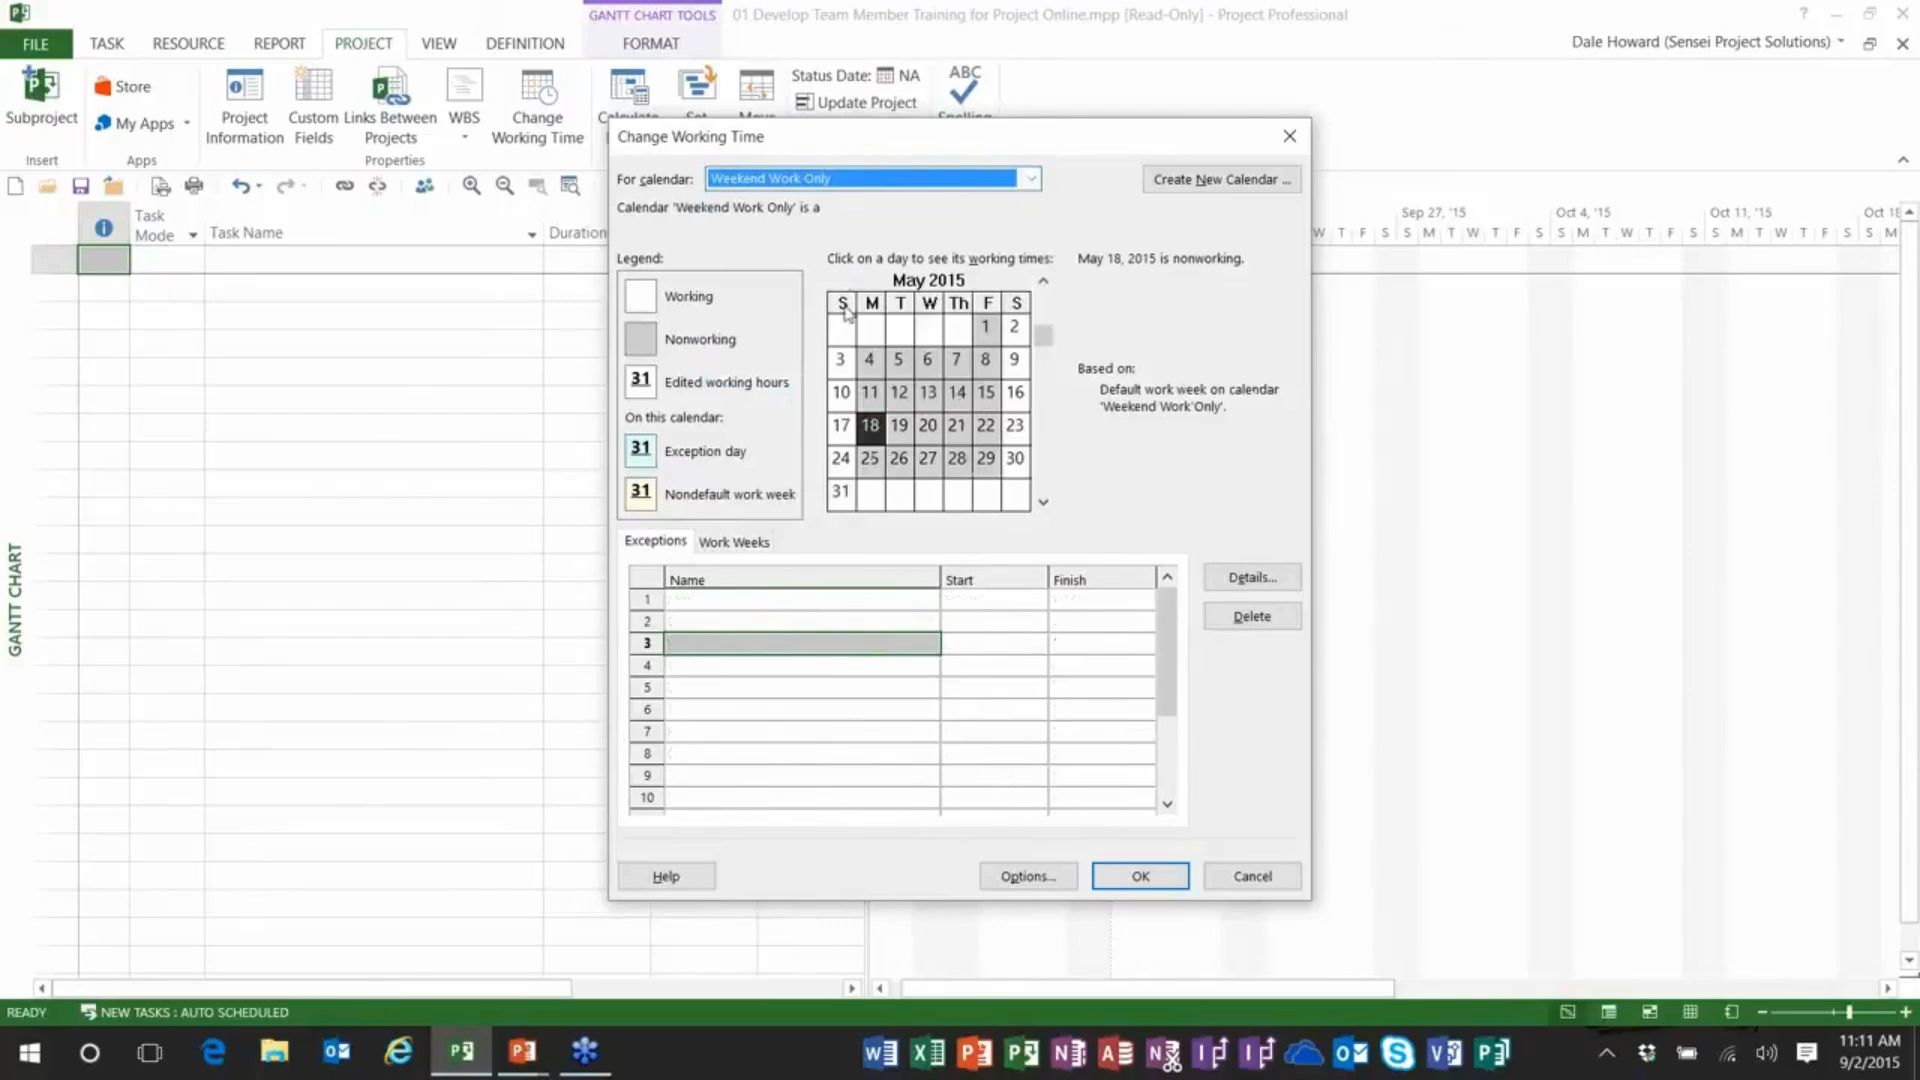 GANTT CHART TOOLS
01 Develop Team Member Training for Project Online.mpp [Read-Only] - Project Professional
?
FILE
TASK
RESOURCE
REPORT
PROJECT
VIEW
DEFINITION
FORMAT
Dale Howard (Sensei Project Solutions)
Subproject
Store
My Apps
Project Information
Custom Fields
Links Between Projects
WBS
Change Working Time
Status Date: NA
Update Project
ABC
Spelling
Insert
Apps
Properties
Task Mode
Task Name
Duration
Sep 27, '15
Oct 4, '15
Oct 11, '15
W T F S S M T W T F S S M T W T F S S M T W T F S S M
GANTT CHART
Change Working Time
For calendar: Weekend Work Only
Create New Calendar ...
Calendar 'Weekend Work Only' is a
Legend:
Working
Nonworking
31 Edited working hours
On this calendar:
31 Exception day
31 Nondefault work week
Click on a day to see its working times:
May 2015
S M T W Th F S
1 2
3 4 5 6 7 8 9
10 11 12 13 14 15 16
17 18 19 20 21 22 23
24 25 26 27 28 29 30
31
May 18, 2015 is nonworking.
Based on:
Default work week on calendar
'Weekend Work Only'.
Exceptions
Work Weeks
Name Start Finish
1
2
3
4
5
6
7
8
9
10
Details...
Delete
Help
Options...
OK
Cancel
READY
NEW TASKS : AUTO SCHEDULED
11:11 AM
9/2/2015